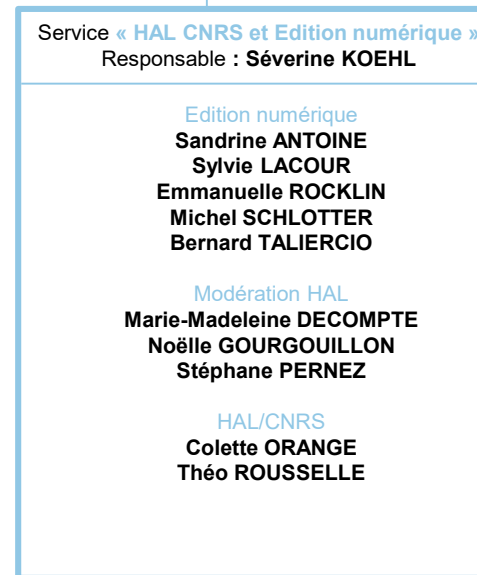 Service « HAL CNRS et Edition numérique »
Responsable : Séverine KOEHL
Edition numérique
Sandrine ANTOINE
Sylvie LACOUR
Emmanuelle ROCKLIN
Michel SCHLOTTER
Bernard TALIERCIO
Modération HAL
Marie-Madeleine DECOMPTE
Noëlle GOURGOUILLON
Stéphane PERNEZ
HAL/CNRS
Colette ORANGE
Théo ROUSSELLE